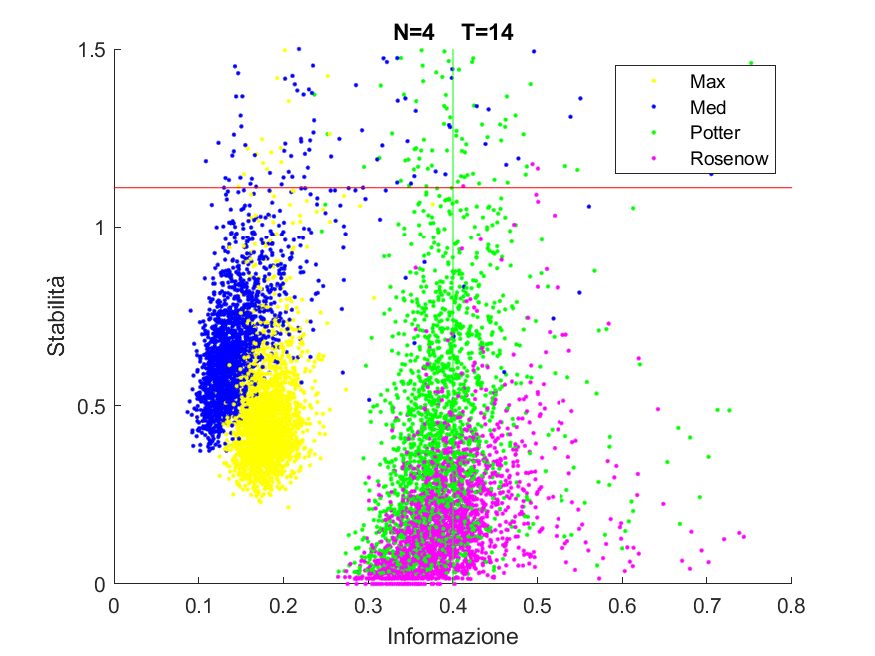 N=4 T=14
1.5
1
0.5
0
Stabilità
0 0.1 0.2 0.3 0.4 0.5 0.6 0.7 0.8
Informazione
Max
Med
Potter
Rosenow